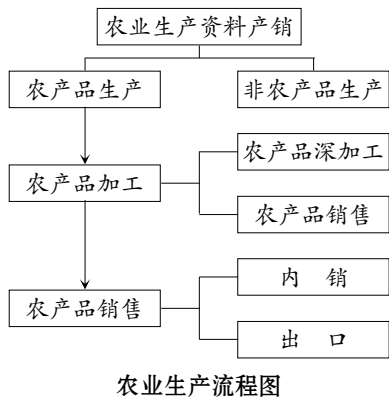 农业生产资料产销
农产品生产
非农产品生产
农产品深加工
农产品加工
农产品销售
内 销
农产品销售
出 口
农业生产流程图